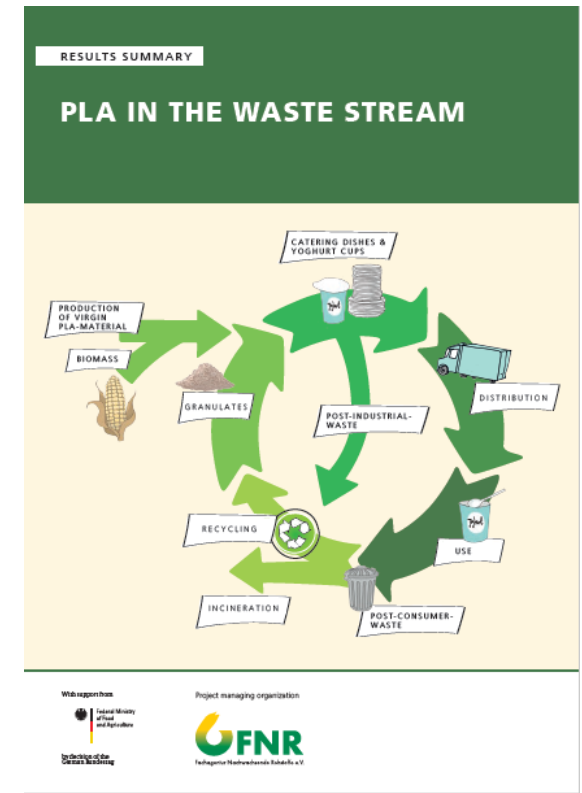 RESULTS SUMMARY
PLA IN THE WASTE STREAM
CATERING DISHES &
YOGHURT CUPS
PRODUCTION
OF VIRGIN
PLA-MATERIAL
BIOMASS
GRANULATES
DISTRIBUTION
POST-INDUSTRIAL-
WASTE
RECYCLING
USE
INCINERATION
POST-CONSUMER-
WASTE
With support from
Project managing organization
Federal Ministry
of Food
and Agriculture
by decision of the
German Bundestag
FNR
Fachagentur Nachwachsende Rohstoffe e.V.